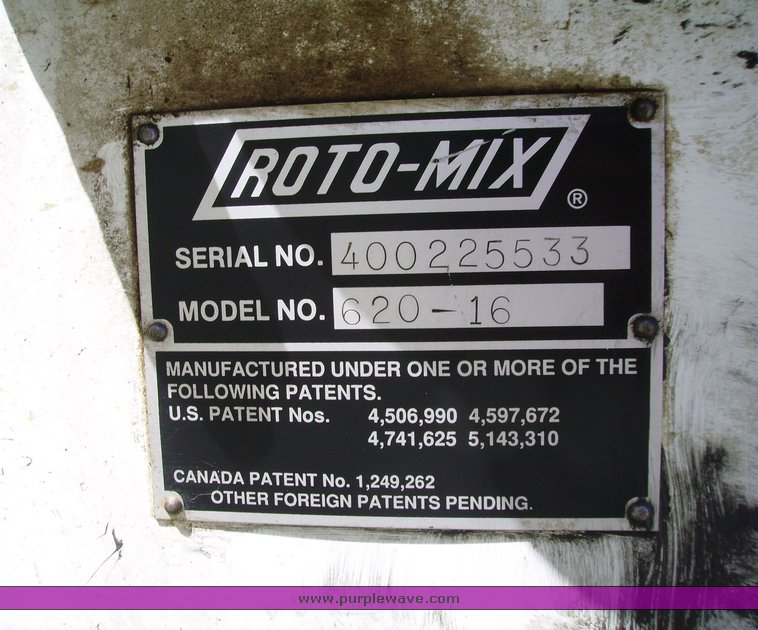 ROTO-MIX
®
SERIAL NO. 400225533
MODEL NO. 620-16
MANUFACTURED UNDER ONE OR MORE OF THE
FOLLOWING PATENTS.
U.S. PATENT Nos. 4,506,990 4,597,672
4,741,625 5,143,310
CANADA PATENT No. 1,249,262
OTHER FOREIGN PATENTS PENDING.
www.purplewave.com